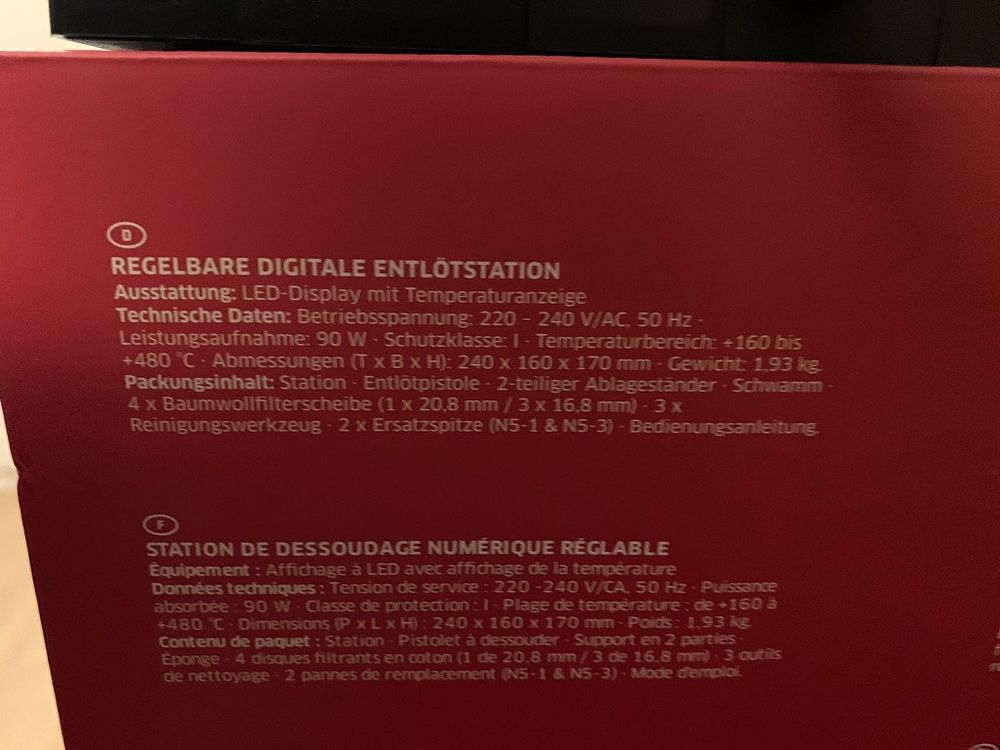 D
REGELBARE DIGITALE ENTLÖTSTATION
Ausstattung: LED-Display mit Temperaturanzeige
Technische Daten: Betriebsspannung: 220 - 240 V/AC, 50 Hz ·
Leistungsaufnahme: 90 W · Schutzklasse: I · Temperaturbereich: +160 bis
+480 °C · Abmessungen (T x B x H): 240 x 160 x 170 mm · Gewicht: 1,93 kg.
Packungsinhalt: Station · Entlötpistole · 2-teiliger Ablageständer · Schwamm ·
4 x Baumwollfilterscheibe (1 x 20,8 mm / 3 x 16,8 mm) · 3 x
Reinigungswerkzeug · 2 x Ersatzspitze (N5-1 & N5-3) · Bedienungsanleitung.
F
STATION DE DESSOUDAGE NUMÉRIQUE RÉGLABLE
Équipement : Affichage à LED avec affichage de la température
Données techniques : Tension de service : 220 -240 V/CA, 50 Hz · Puissance
absorbée : 90 W · Classe de protection : I · Plage de température : de +160 à
+480 °C · Dimensions (P x L x H) : 240 x 160 x 170 mm · Poids : 1,93 kg.
Contenu de paquet : Station · Pistolet à dessouder · Support en 2 parties ·
Éponge · 4 disques filtrants en coton (1 de 20,8 mm / 3 de 16,8 mm) · 3 outils
de nettoyage · 2 pannes de remplacement (N5-1 & N5-3) · Mode d'emploi.